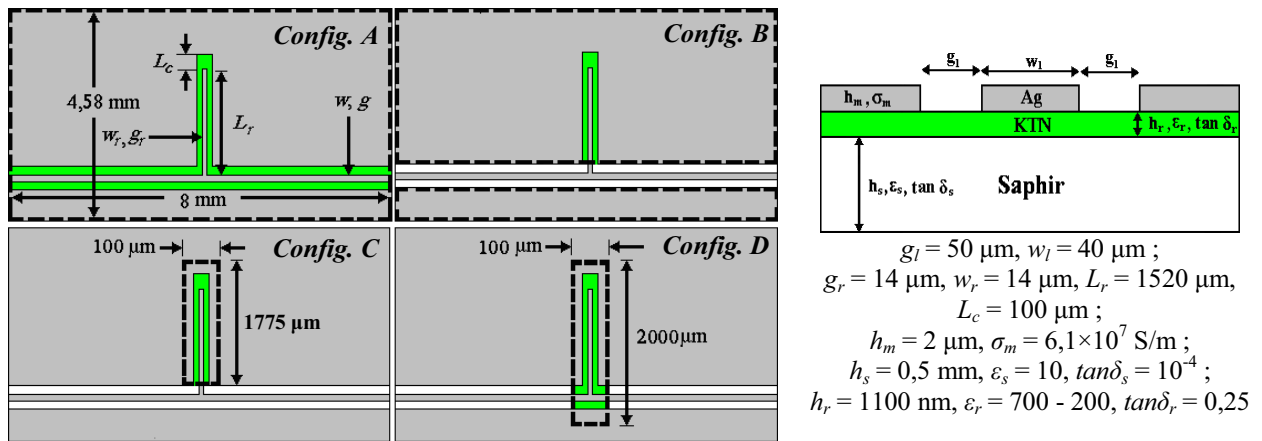 Config. A
L_c
4,58 mm
w, g
w_r, g_r
L_r
8 mm
Config. B
100 µm
Config. C
1775 µm
100 µm
Config. D
2000µm
g_l
w_l
g_l
h_m, σ_m
Ag
KTN
h_r, ε_r, tan δ_r
h_s, ε_s, tan δ_s
Saphir
g_l = 50 µm, w_l = 40 µm ;
g_r = 14 µm, w_r = 14 µm, L_r = 1520 µm,
L_c = 100 µm ;
h_m = 2 µm, σ_m = 6,1×10^7 S/m ;
h_s = 0,5 mm, ε_s = 10, tanδ_s = 10^-4 ;
h_r = 1100 nm, ε_r = 700 - 200, tanδ_r = 0,25